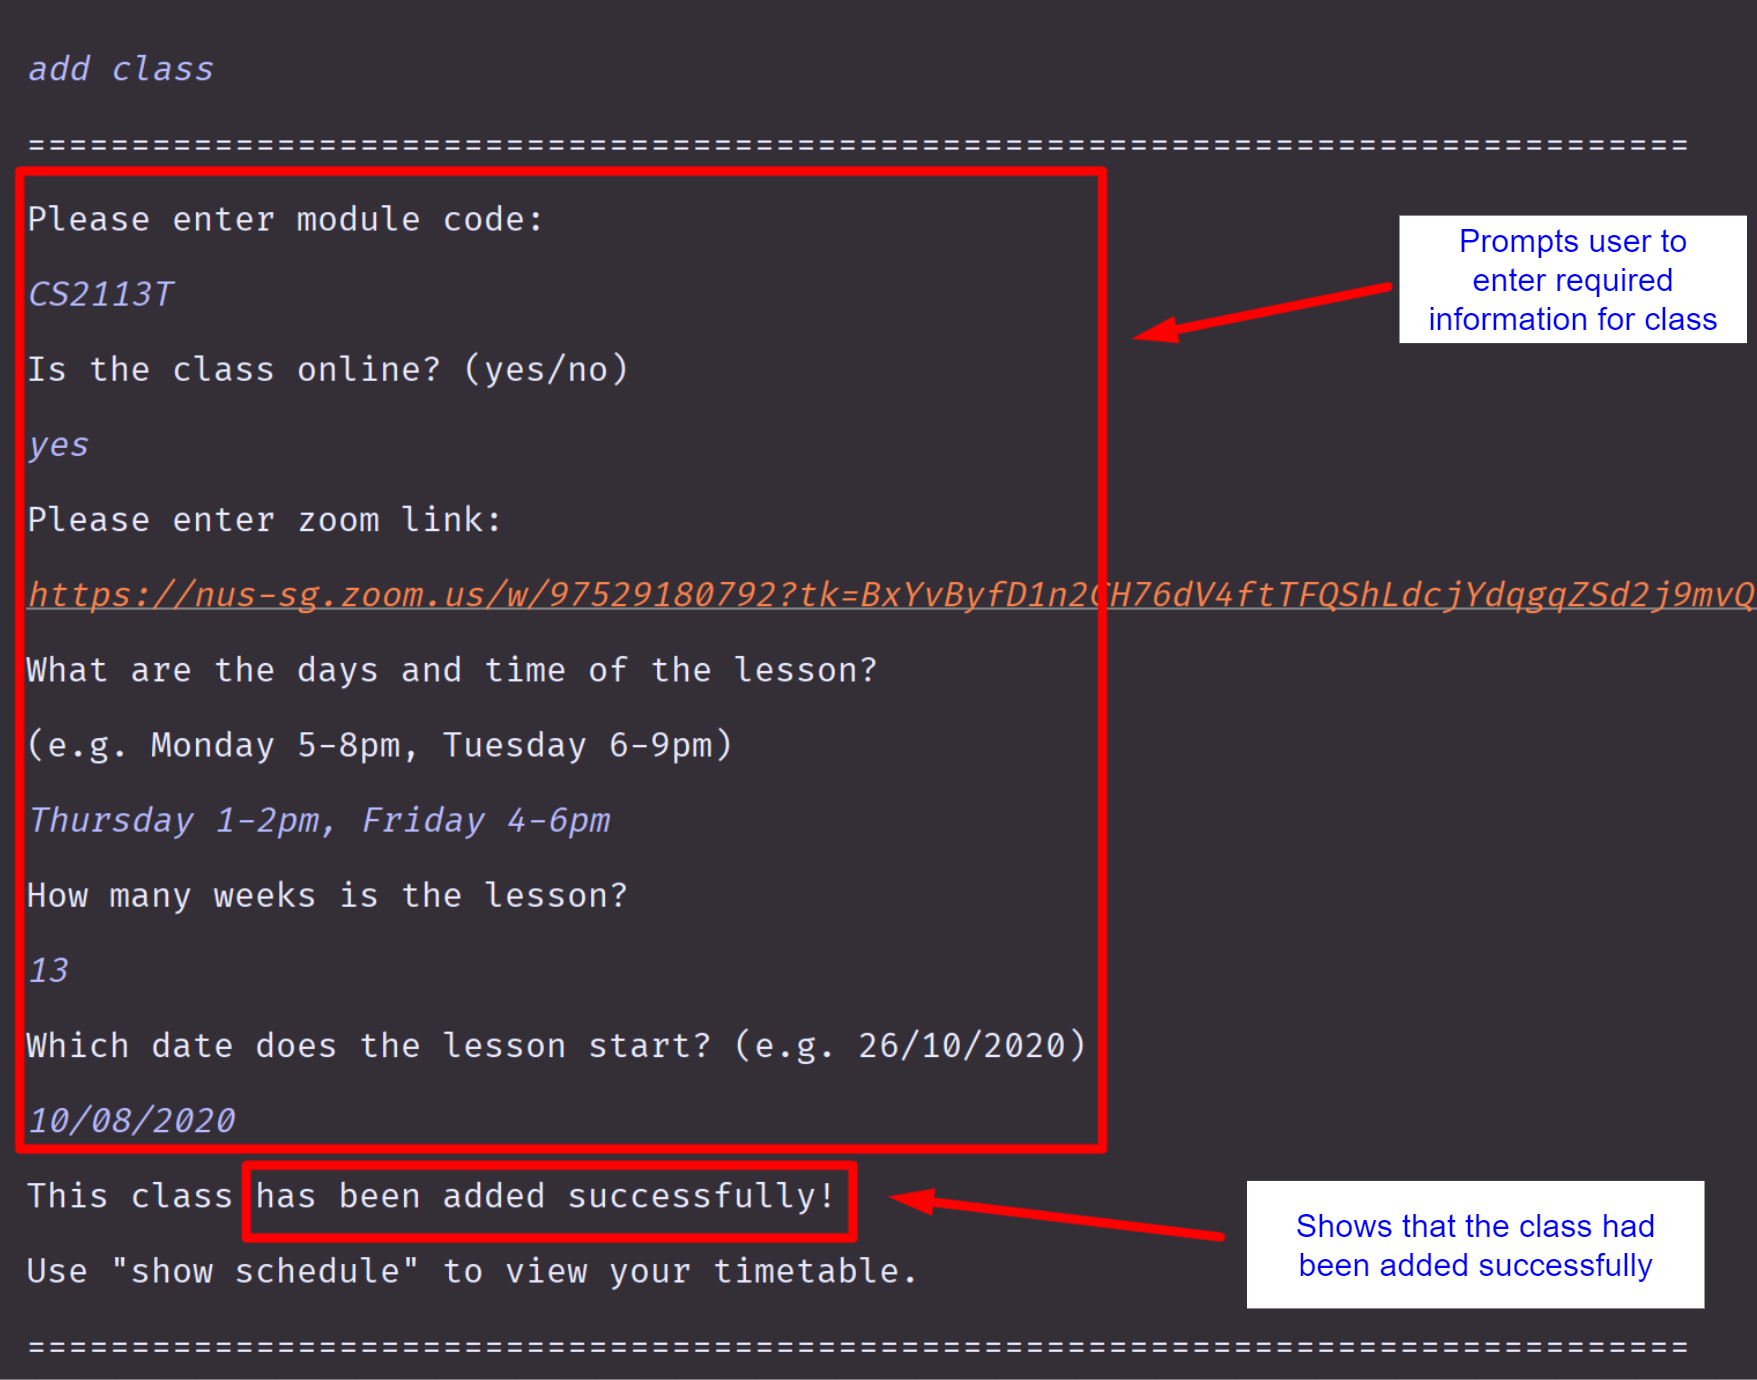 add class
================================================================================
Please enter module code:
CS2113T
Is the class online? (yes/no)
yes
Please enter zoom link:
https://nus-sg.zoom.us/w/97529180792?tk=BxYvByfD1n2CH76dV4ftTFQShLdcjYdqgqZSd2j9mvQ
What are the days and time of the lesson?
(e.g. Monday 5-8pm, Tuesday 6-9pm)
Thursday 1-2pm, Friday 4-6pm
How many weeks is the lesson?
13
Which date does the lesson start? (e.g. 26/10/2020)
10/08/2020
This class has been added successfully!
Use "show schedule" to view your timetable.
================================================================================
Prompts user to
enter required
information for class
Shows that the class had
been added successfully